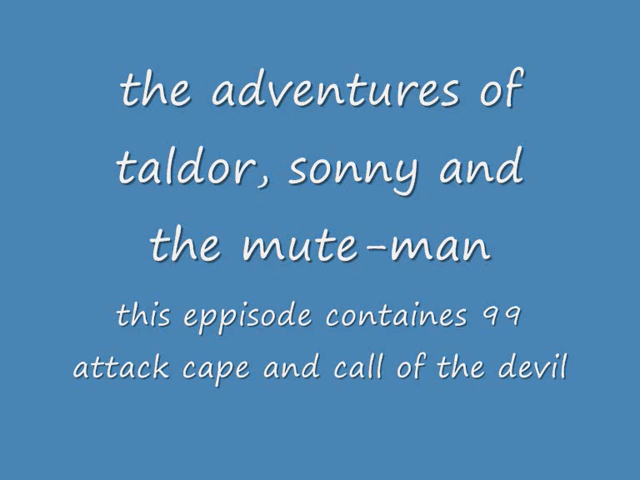 the adventures of
taldor, sonny and
the mute-man
this eppisode containes 99
attack cape and call of the devil